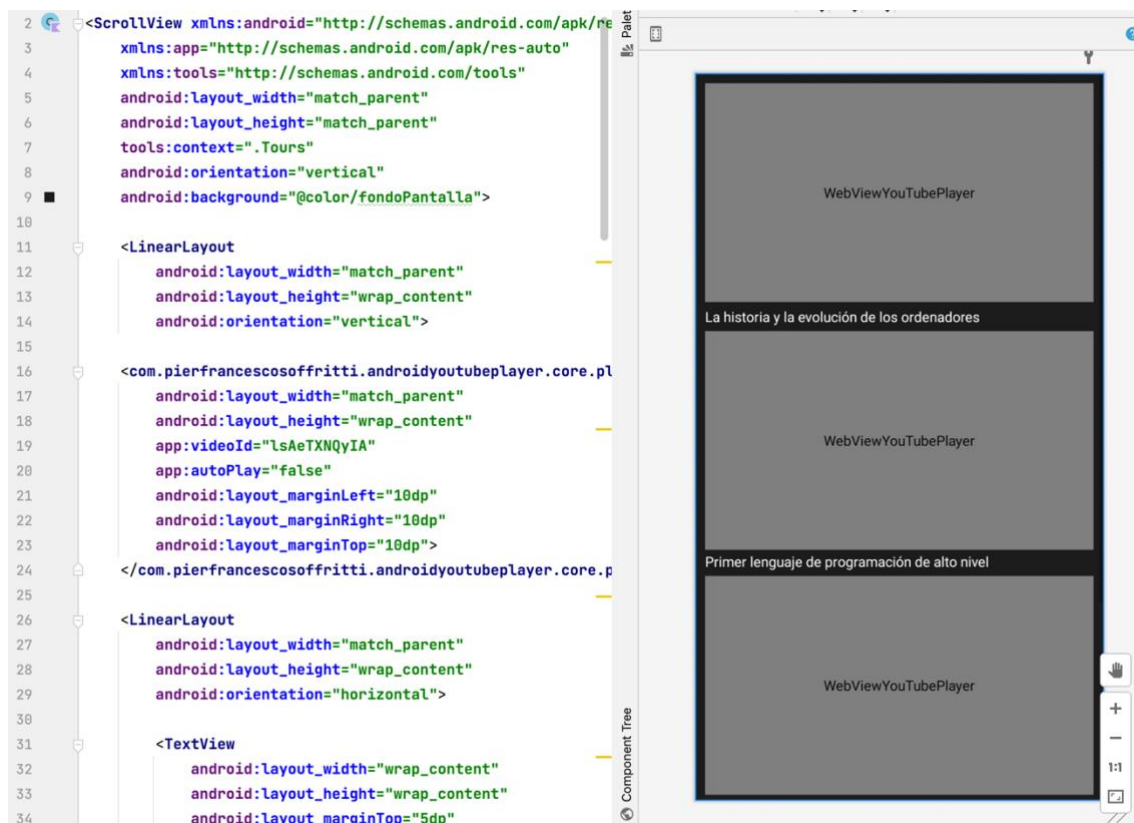 2 <ScrollView xmlns:android="http://schemas.android.com/apk/re
3 xmlns:app="http://schemas.android.com/apk/res-auto"
4 xmlns:tools="http://schemas.android.com/tools"
5 android:layout_width="match_parent"
6 android:layout_height="match_parent"
7 tools:context=".Tours"
8 android:orientation="vertical"
9 android:background="@color/fondoPantalla">
10
11 <LinearLayout
12 android:layout_width="match_parent"
13 android:layout_height="wrap_content"
14 android:orientation="vertical">
15
16 <com.pierfrancescosoffritti.androidyoutubeplayer.core.pl
17 android:layout_width="match_parent"
18 android:layout_height="wrap_content"
19 app:videoId="lsAeTXNQyIA"
20 app:autoPlay="false"
21 android:layout_marginLeft="10dp"
22 android:layout_marginRight="10dp"
23 android:layout_marginTop="10dp">
24 </com.pierfrancescosoffritti.androidyoutubeplayer.core.p
25
26 <LinearLayout
27 android:layout_width="match_parent"
28 android:layout_height="wrap_content"
29 android:orientation="horizontal">
30
31 <TextView
32 android:layout_width="wrap_content"
33 android:layout_height="wrap_content"
34 android:layout_marginTop="5dp"
Palet
Component Tree
WebViewYouTubePlayer
La historia y la evolución de los ordenadores
WebViewYouTubePlayer
Primer lenguaje de programación de alto nivel
WebViewYouTubePlayer
+
−
1:1